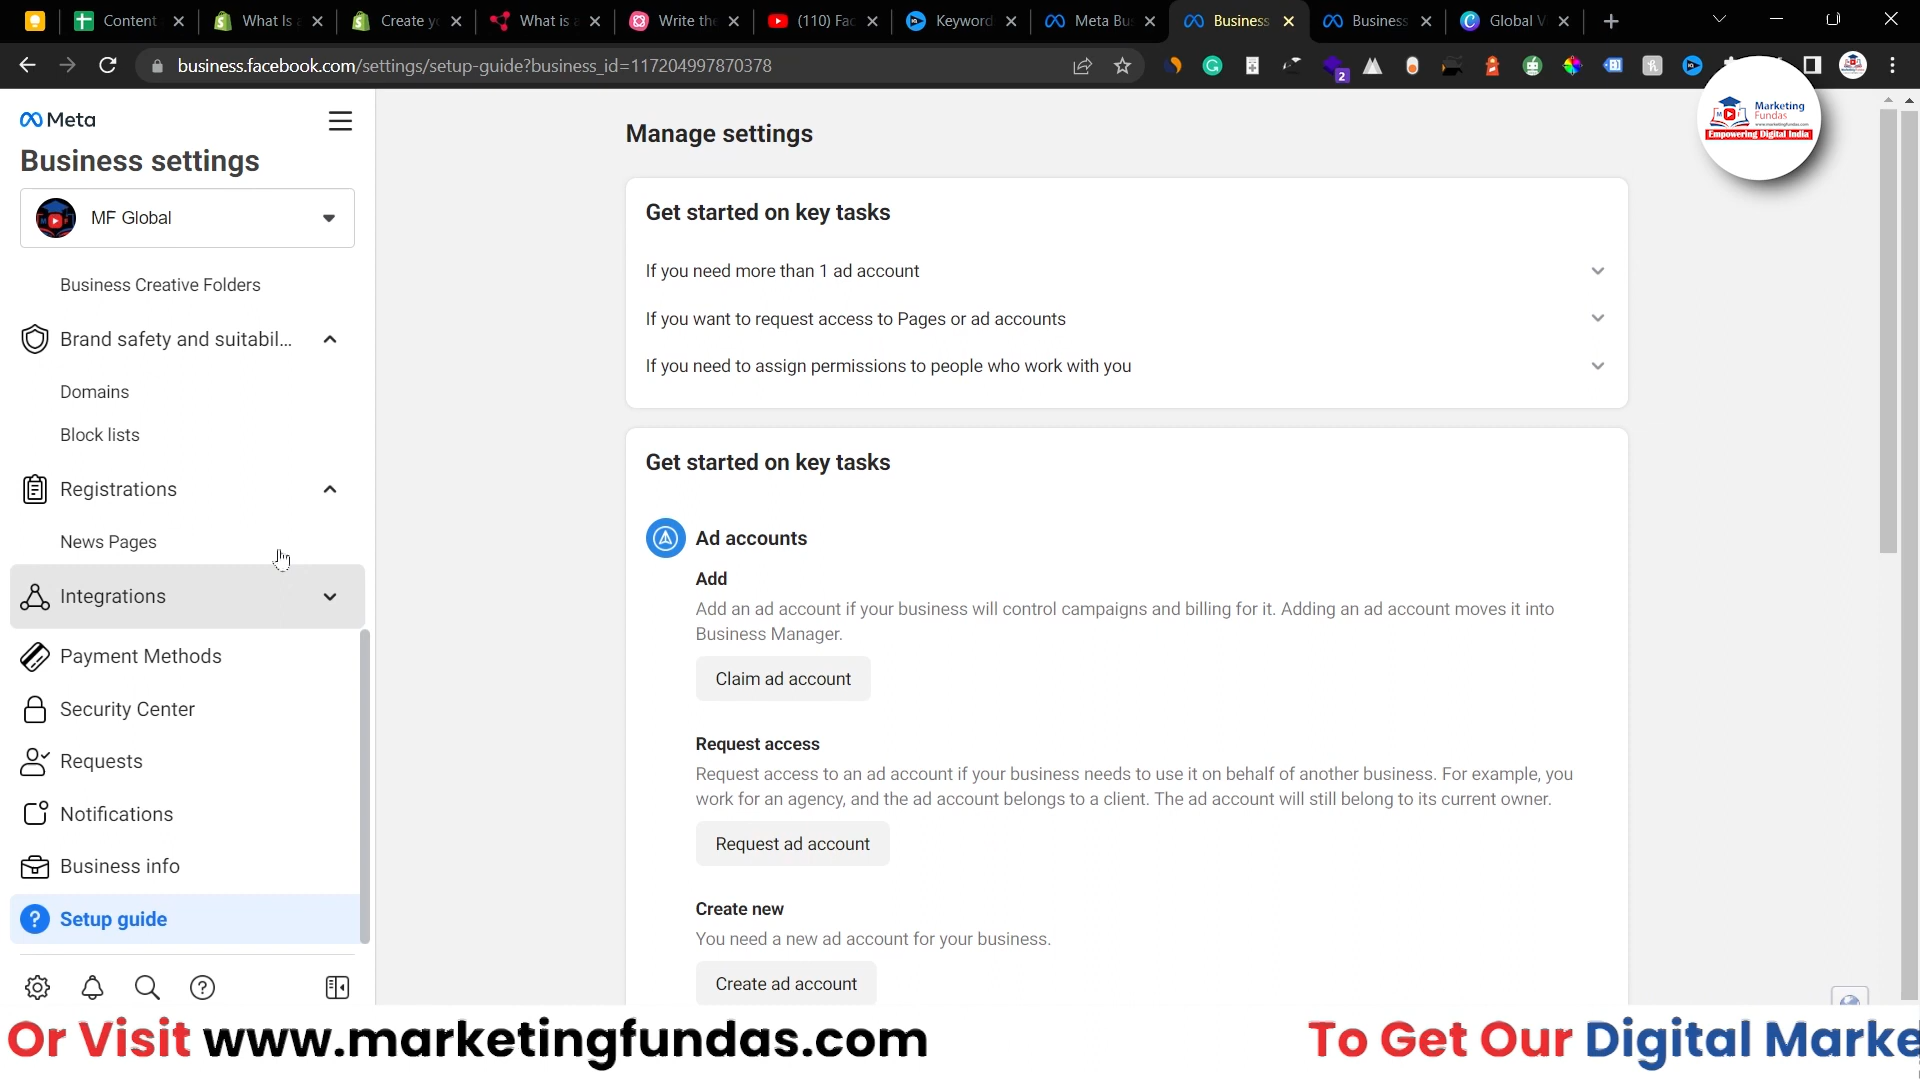 Content
What Is
Create y
What is
Write the
(110) Fac
Keyword
Meta Bu
Business
Business
Global V
business.facebook.com/settings/setup-guide?business_id=117204997870378
2
Marketing
Fundas
www.marketingfundas.com
Empowering Digital India
Meta
Business settings
MF Global
Business Creative Folders
Brand safety and suitabil...
Domains
Block lists
Registrations
News Pages
Integrations
Payment Methods
Security Center
Requests
Notifications
Business info
Setup guide
Manage settings
Get started on key tasks
If you need more than 1 ad account
If you want to request access to Pages or ad accounts
If you need to assign permissions to people who work with you
Get started on key tasks
Ad accounts
Add
Add an ad account if your business will control campaigns and billing for it. Adding an ad account moves it into
Business Manager.
Claim ad account
Request access
Request access to an ad account if your business needs to use it on behalf of another business. For example, you
work for an agency, and the ad account belongs to a client. The ad account will still belong to its current owner.
Request ad account
Create new
You need a new ad account for your business.
Create ad account
Or Visit www.marketingfundas.com To Get Our Digital Marke